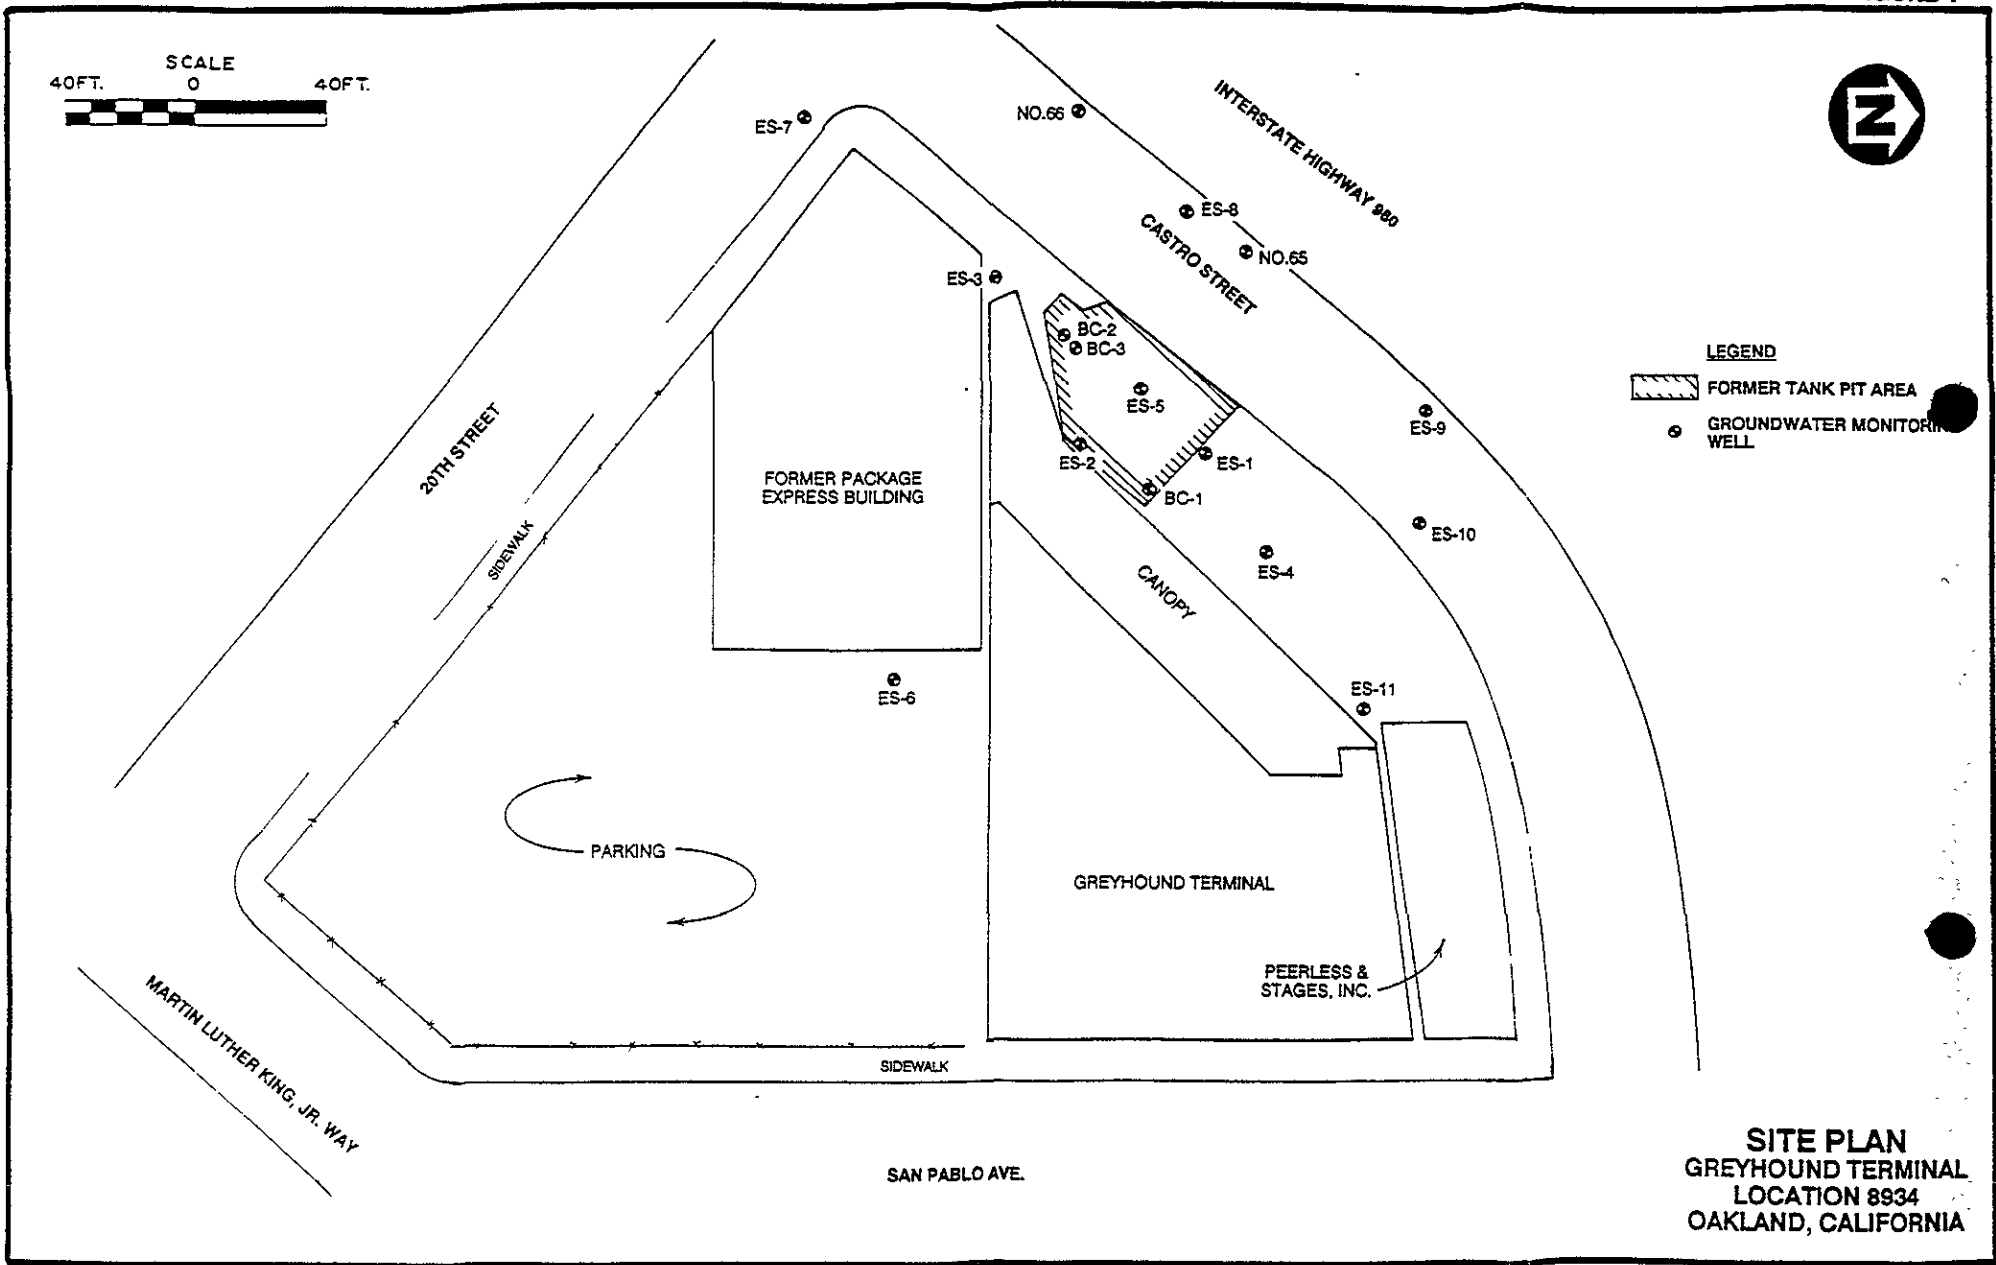 SCALE
40FT. 0 40FT.
N
ES-7
NO.66
INTERSTATE HIGHWAY 980
ES-8
CASTRO STREET
NO.65
ES-3
BC-2
BC-3
ES-5
ES-9
ES-2
ES-1
BC-1
ES-10
ES-4
LEGEND
FORMER TANK PIT AREA
GROUNDWATER MONITORIN
WELL
20TH STREET
SIDEWALK
FORMER PACKAGE
EXPRESS BUILDING
CANOPY
ES-6
ES-11
PARKING
GREYHOUND TERMINAL
PEERLESS &
STAGES, INC.
SIDEWALK
MARTIN LUTHER KING, JR. WAY
SAN PABLO AVE.
SITE PLAN
GREYHOUND TERMINAL
LOCATION 8934
OAKLAND, CALIFORNIA